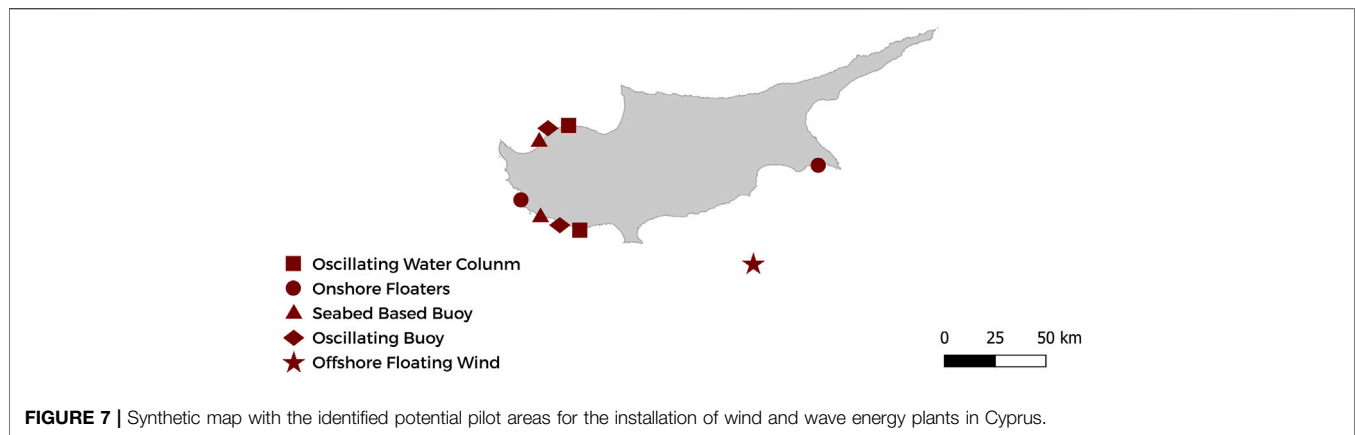 Oscillating Water Colunm
Onshore Floaters
Seabed Based Buoy
Oscillating Buoy
Offshore Floating Wind
0 25 50 km
FIGURE 7 | Synthetic map with the identified potential pilot areas for the installation of wind and wave energy plants in Cyprus.